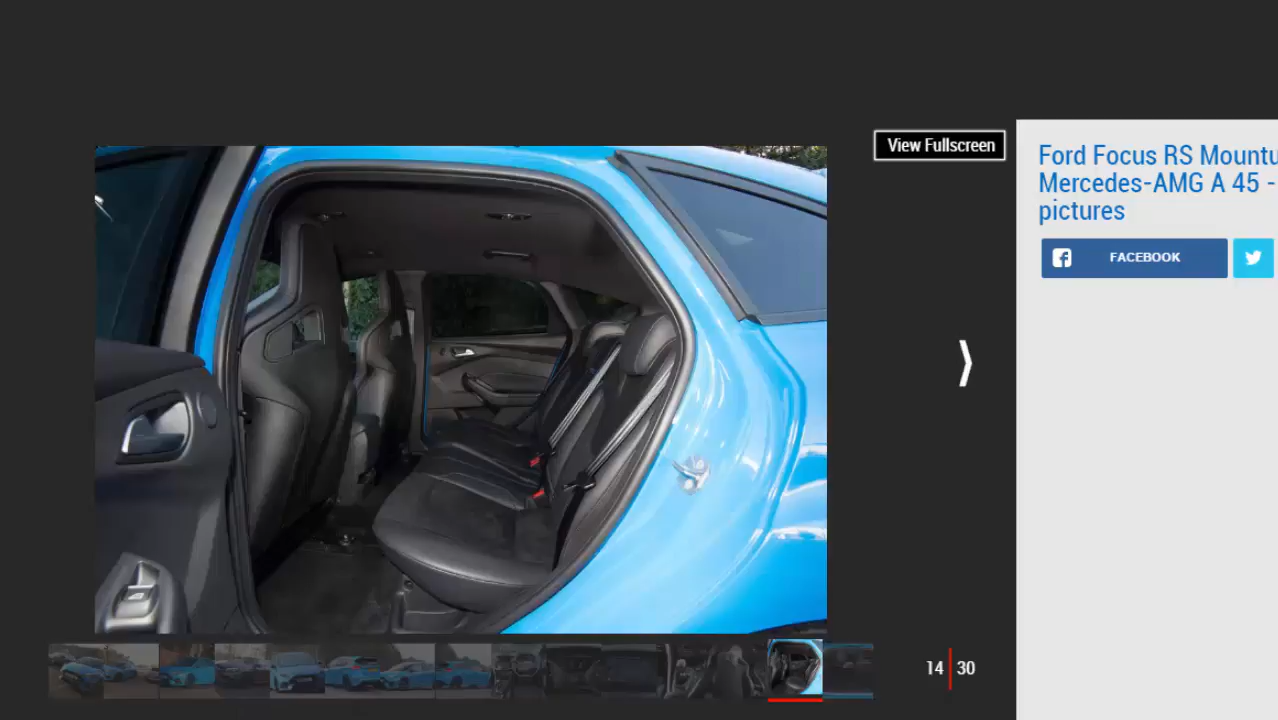 View Fullscreen
Ford Focus RS Mountu
Mercedes-AMG A 45 -
pictures
FACEBOOK
14 30